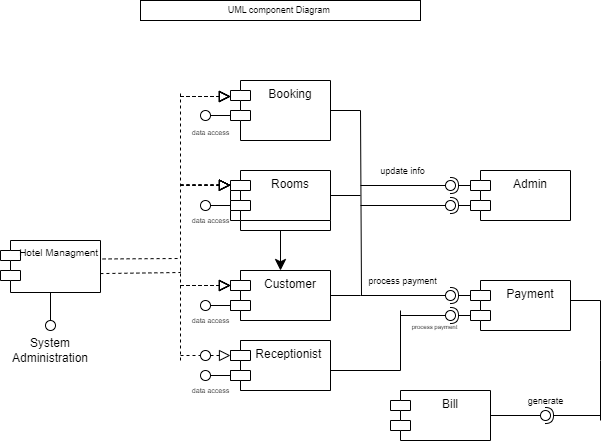 UML component Diagram
Booking
data access
Rooms
update info
Admin
data access
Hotel Managment
Customer
process payment
Payment
data access
process payment
System
Administration
Receptionist
data access
Bill
generate